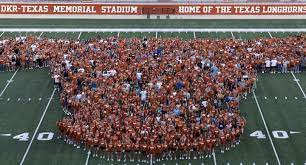 DKR-TEXAS MEMORIAL STADIUM HOME OF THE TEXAS LONGHORNS
40 40